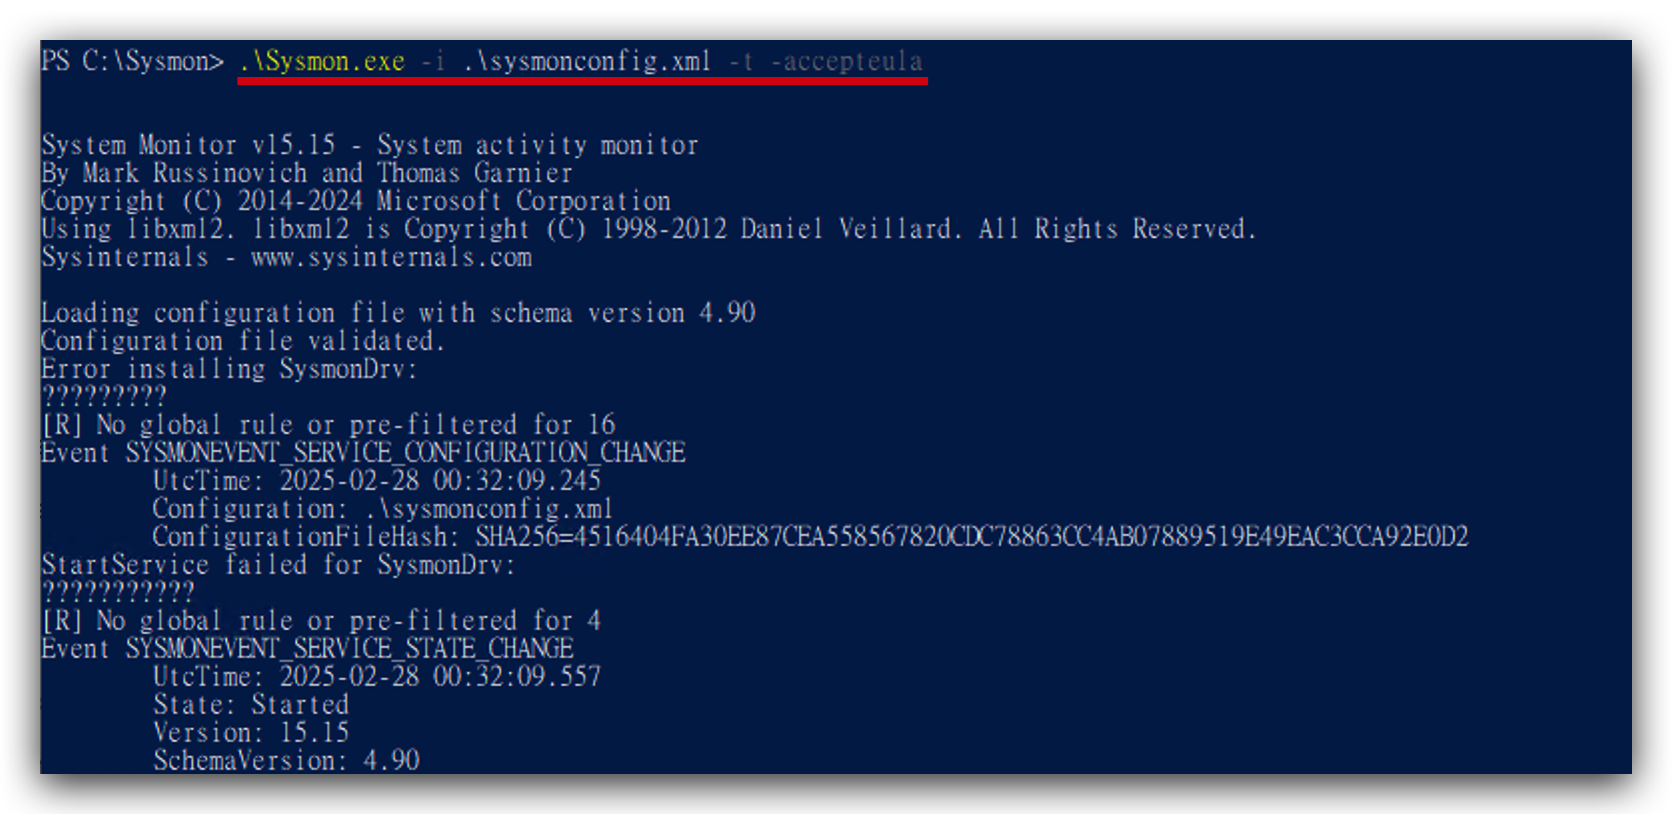 PS C:\Sysmon> .\Sysmon.exe -i .\sysmonconfig.xml -t -accepteula
System Monitor v15.15 - System activity monitor
By Mark Russinovich and Thomas Garnier
Copyright (C) 2014-2024 Microsoft Corporation
Using libxml2. libxml2 is Copyright (C) 1998-2012 Daniel Veillard. All Rights Reserved.
Sysinternals - www.sysinternals.com
Loading configuration file with schema version 4.90
Configuration file validated.
Error installing SysmonDrv:
?????????
[R] No global rule or pre-filtered for 16
Event SYSMONEVENT_SERVICE_CONFIGURATION_CHANGE
UtcTime: 2025-02-28 00:32:09.245
Configuration: .\sysmonconfig.xml
ConfigurationFileHash: SHA256=4516404FA30EE87CEA558567820CDC78863CC4AB07889519E49EAC3CCA92E0D2
StartService failed for SysmonDrv:
???????????
[R] No global rule or pre-filtered for 4
Event SYSMONEVENT_SERVICE_STATE_CHANGE
UtcTime: 2025-02-28 00:32:09.557
State: Started
Version: 15.15
SchemaVersion: 4.90